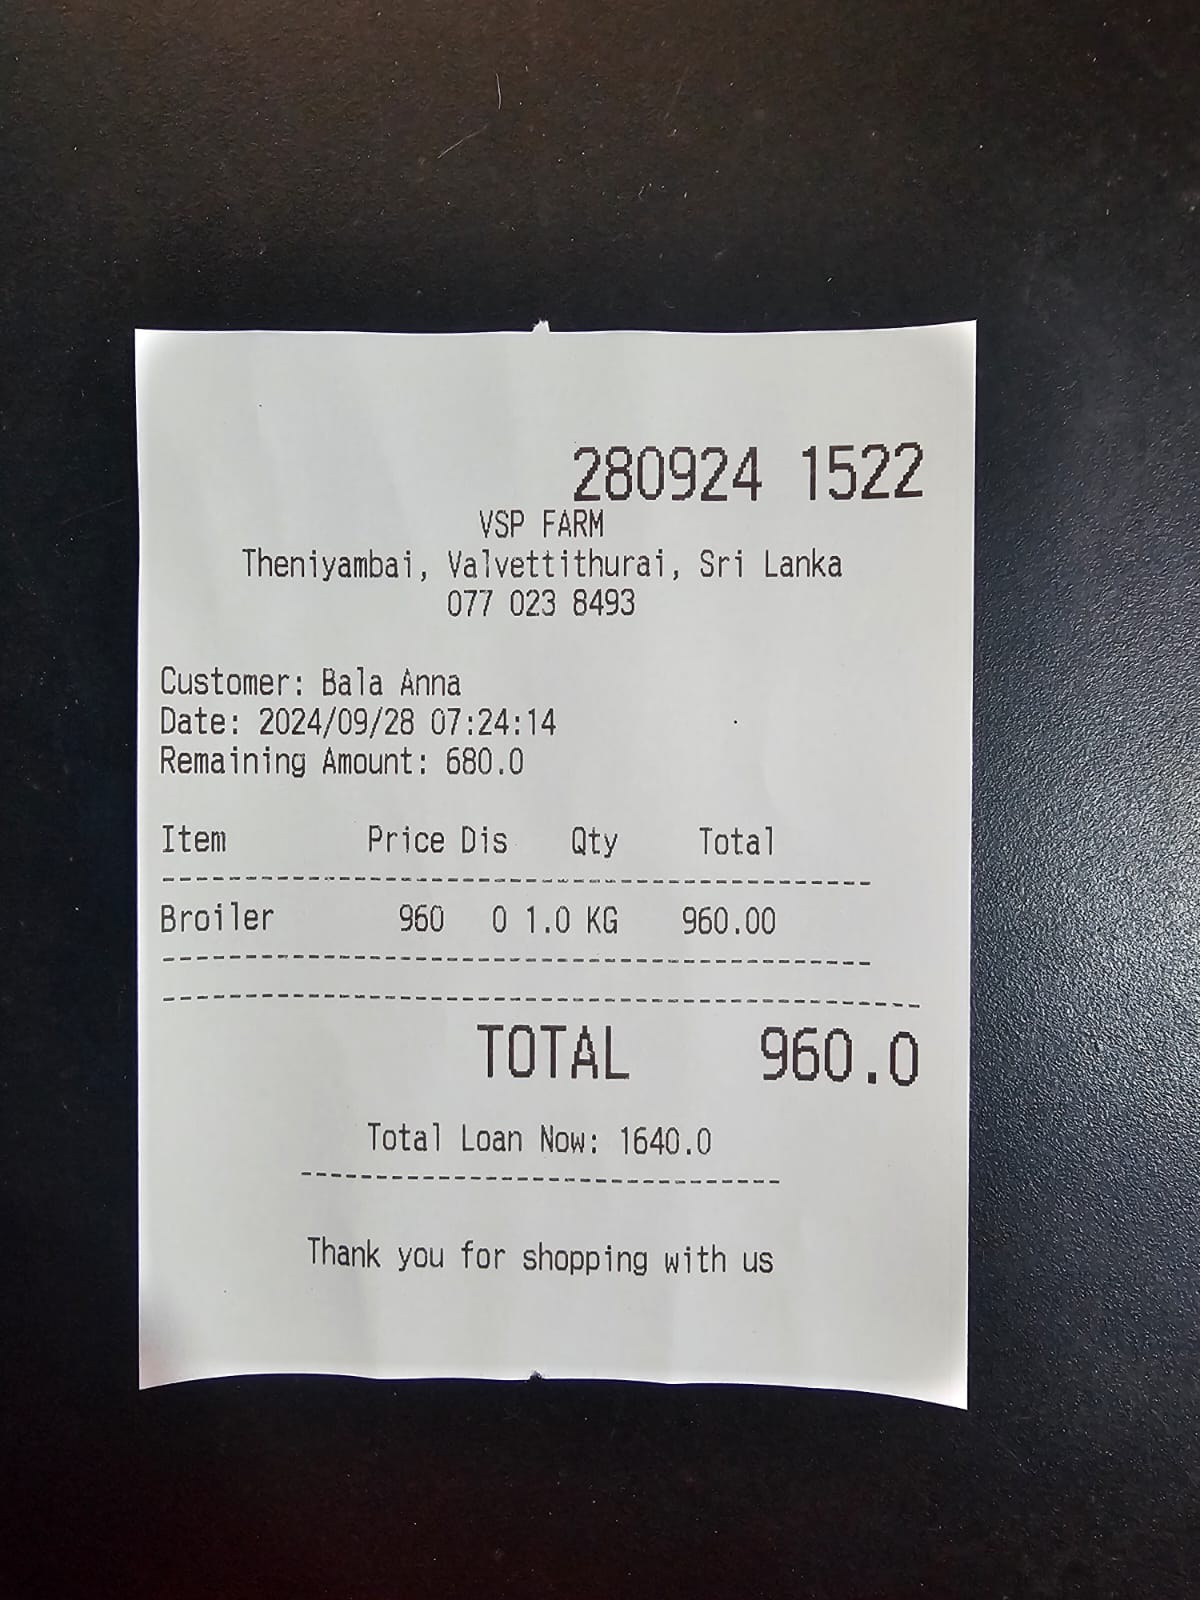 280924 1522
VSP FARM
Theniyambai, Valvettithurai, Sri Lanka
077 023 8493
Customer: Bala Anna
Date: 2024/09/28 07:24:14
Remaining Amount: 680.0
Item Price Dis Qty Total
Broiler 960 0 1.0 KG 960.00
TOTAL 960.0
Total Loan Now: 1640.0
Thank you for shopping with us